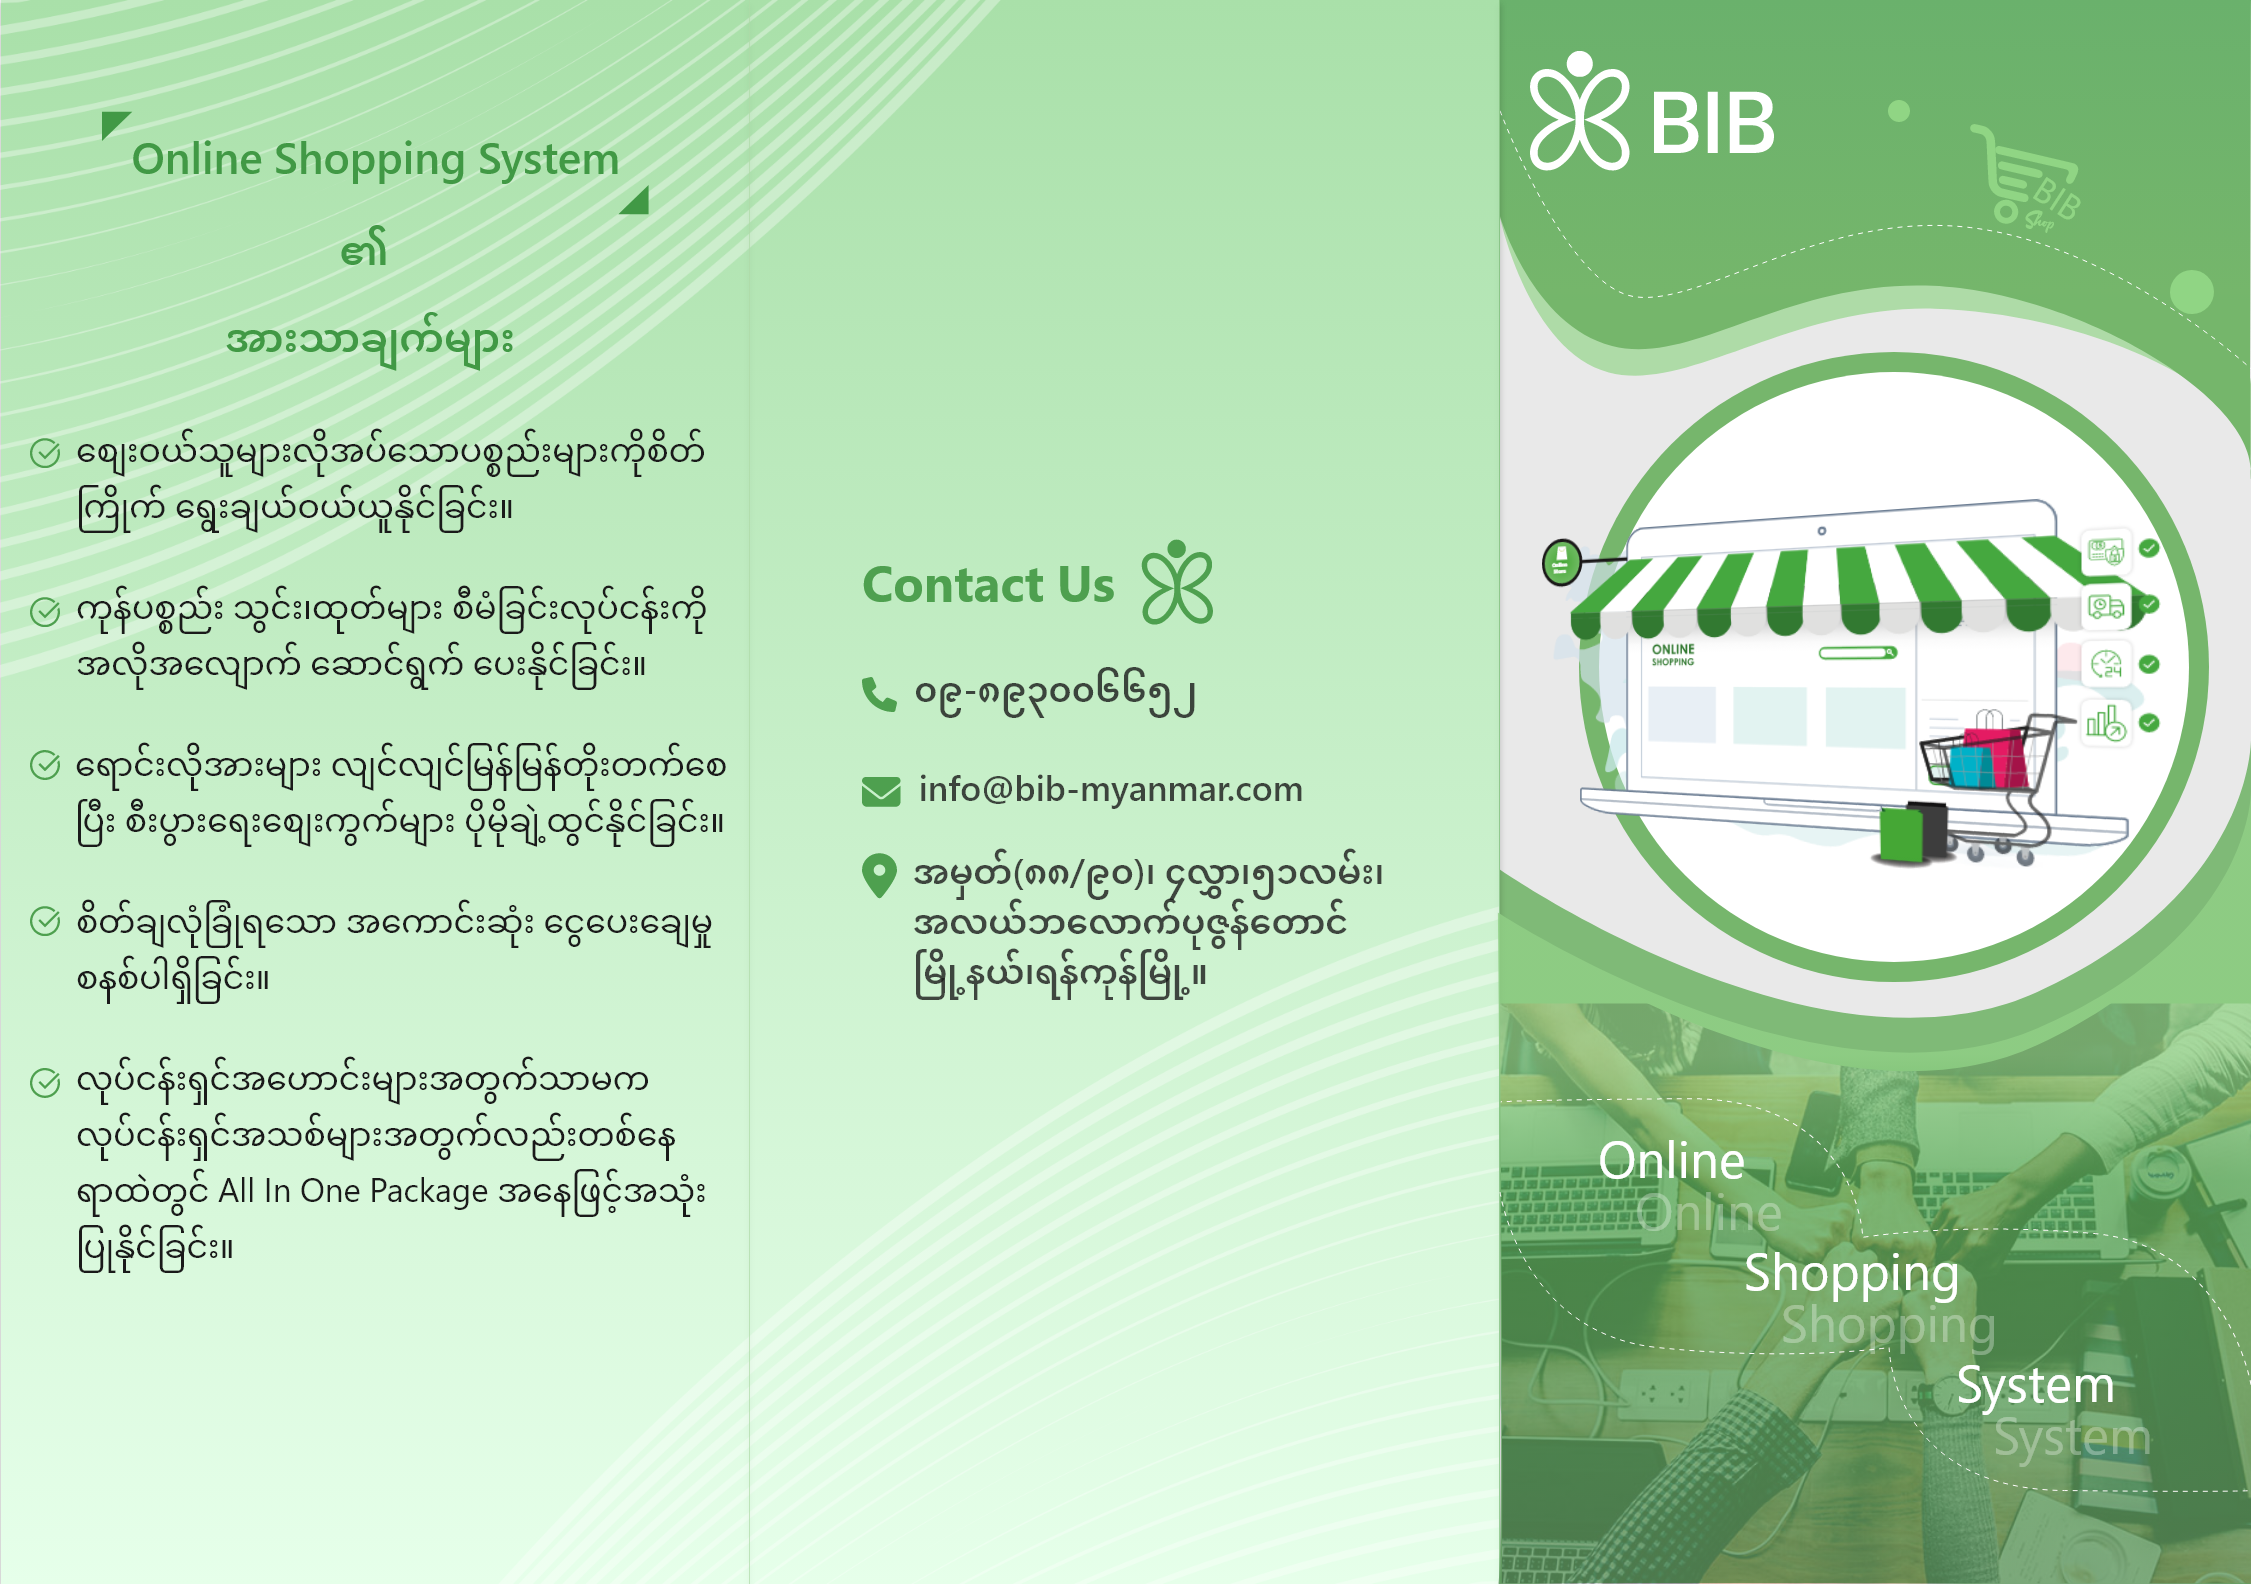 Online Shopping System
၏
အားသာချက်များ
ဈေးဝယ်သူများလိုအပ်သောပစ္စည်းများကိုစိတ်
ကြိုက် ရွေးချယ်ဝယ်ယူနိုင်ခြင်း။
ကုန်ပစ္စည်း သွင်း၊ထုတ်များ စီမံခြင်းလုပ်ငန်းကို
အလိုအလျောက် ဆောင်ရွက် ပေးနိုင်ခြင်း။
ရောင်းလိုအားများ လျင်လျင်မြန်မြန်တိုးတက်စေ
ပြီး စီးပွားရေးဈေးကွက်များ ပိုမိုချဲ့ထွင်နိုင်ခြင်း။
စိတ်ချလုံခြုံရသော အကောင်းဆုံး ငွေပေးချေမှု
စနစ်ပါရှိခြင်း။
လုပ်ငန်းရှင်အဟောင်းများအတွက်သာမက
လုပ်ငန်းရှင်အသစ်များအတွက်လည်းတစ်နေ
ရာထဲတွင် All In One Package အနေဖြင့်အသုံး
ပြုနိုင်ခြင်း။
Contact Us
၀၉-၈၉၃၀၀၆၆၅၂
info@bib-myanmar.com
အမှတ်(၈၈/၉၀)၊ ၄လွှာ၊၅၁လမ်း၊
အလယ်ဘလောက်ပုဇွန်တောင်
မြို့နယ်၊ရန်ကုန်မြို့။
BIB
BIB
Shop
Online
Store
ONLINE
SHOPPING
24
Online
Online
Shopping
Shopping
System
System